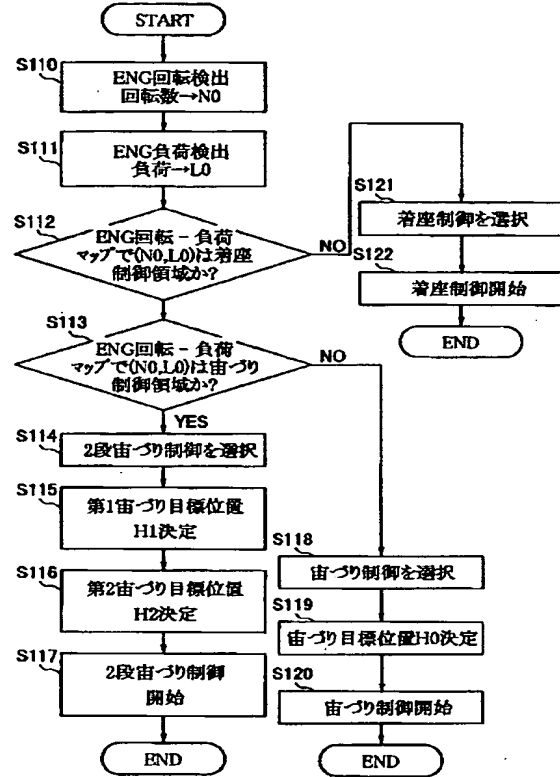 START
S110
ENG回転検出
回転数→N0
S111
ENG負荷検出
負荷→L0
S112
ENG回転－負荷
マップで(N0,L0)は着座
制御領域か?
NO
S121
着座制御を選択
S122
着座制御開始
END
S113
ENG回転－負荷
マップで(N0,L0)は宙づり
制御領域か?
NO
YES
S114
2段宙づり制御を選択
S115
第1宙づり目標位置
H1決定
S116
第2宙づり目標位置
H2決定
S117
2段宙づり制御
開始
END
S118
宙づり制御を選択
S119
宙づり目標位置H0決定
S120
宙づり制御開始
END